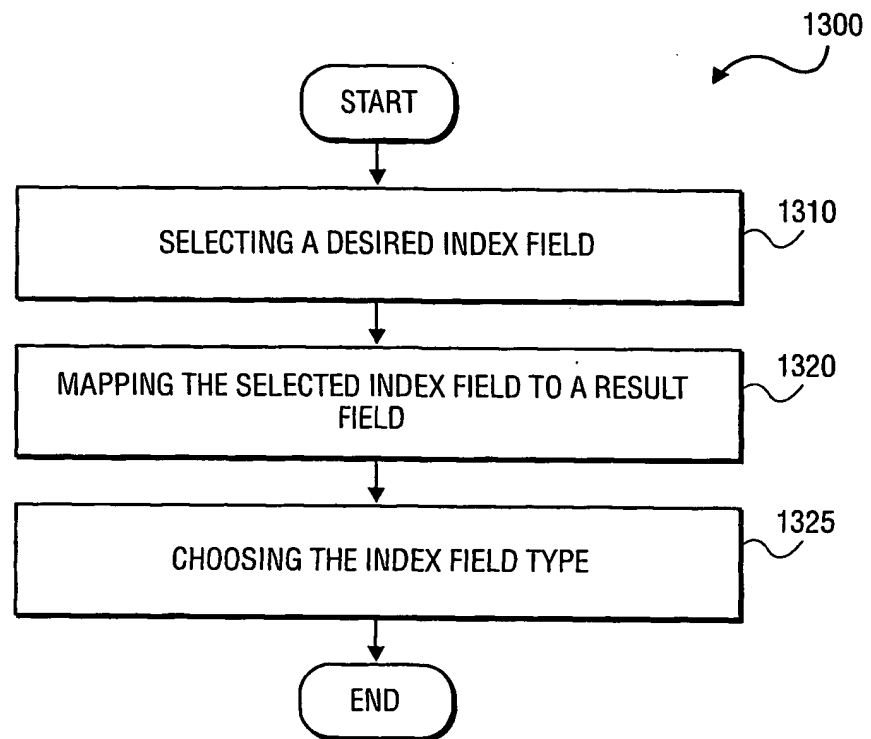 1300
START
1310
SELECTING A DESIRED INDEX FIELD
1320
MAPPING THE SELECTED INDEX FIELD TO A RESULT
FIELD
1325
CHOOSING THE INDEX FIELD TYPE
END